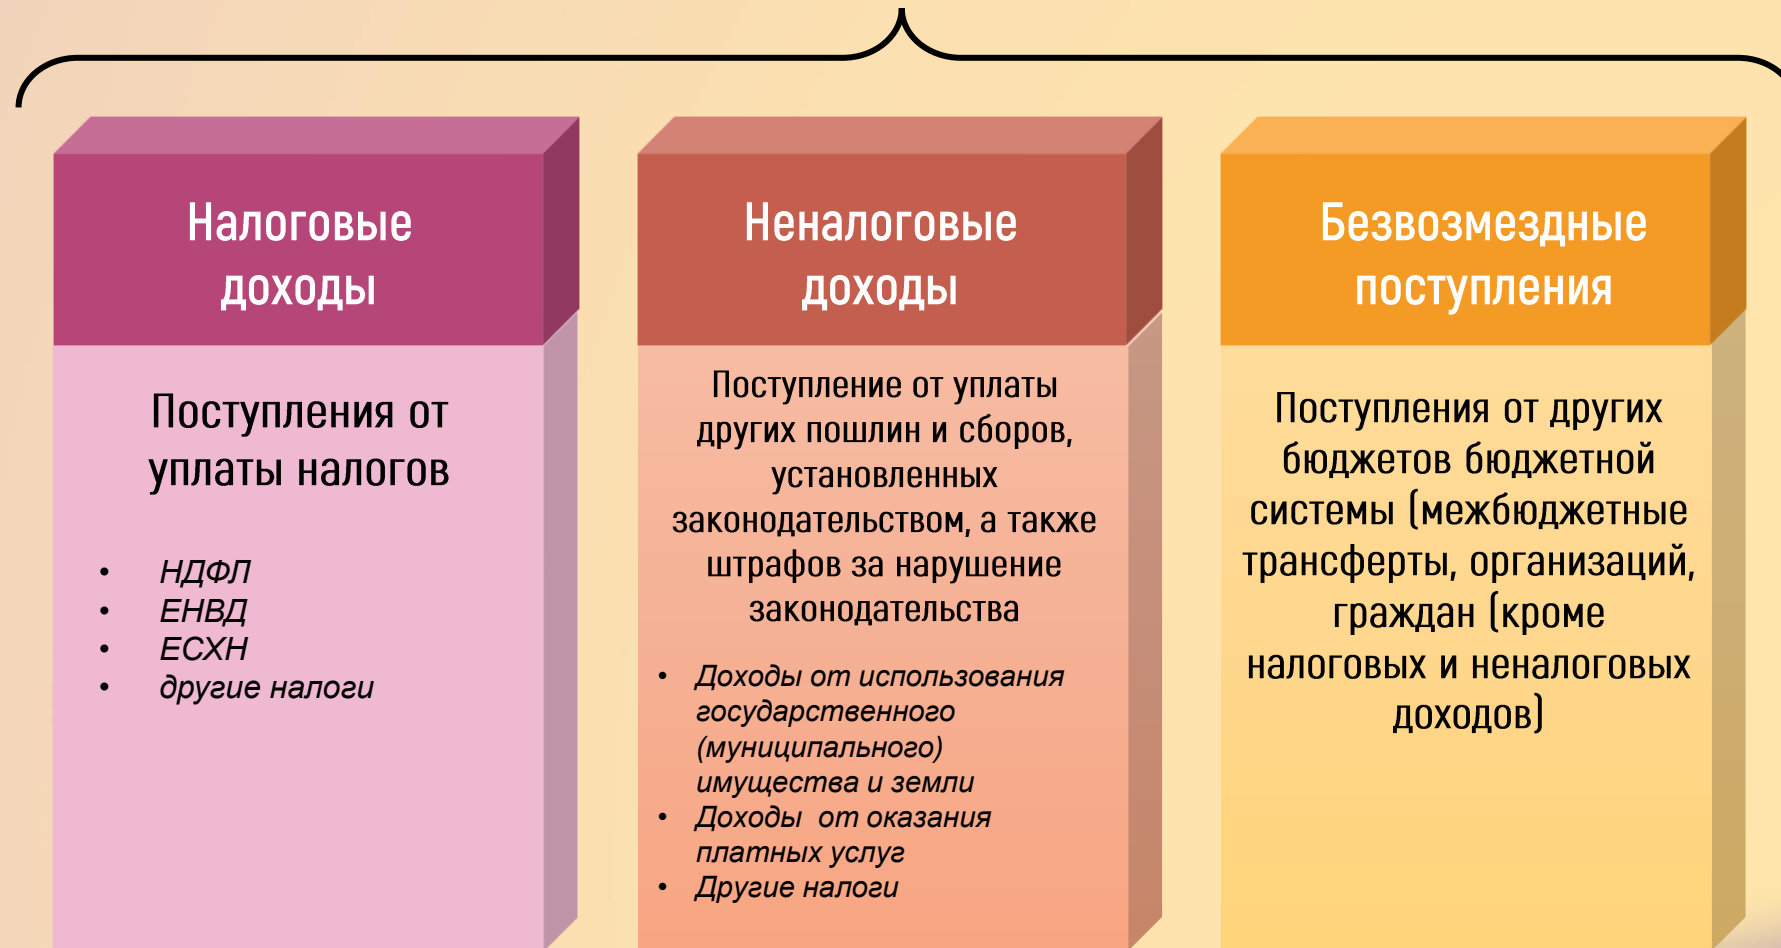 Налоговые
доходы
Поступления от
уплаты налогов
• НДФЛ
• ЕНВД
• ЕСХН
• другие налоги
Неналоговые
доходы
Поступление от уплаты
других пошлин и сборов,
установленных
законодательством, а также
штрафов за нарушение
законодательства
• Доходы от использования
государственного
(муниципального)
имущества и земли
• Доходы от оказания
платных услуг
• Другие налоги
Безвозмездные
поступления
Поступления от других
бюджетов бюджетной
системы (межбюджетные
трансферты, организаций,
граждан (кроме
налоговых и неналоговых
доходов)